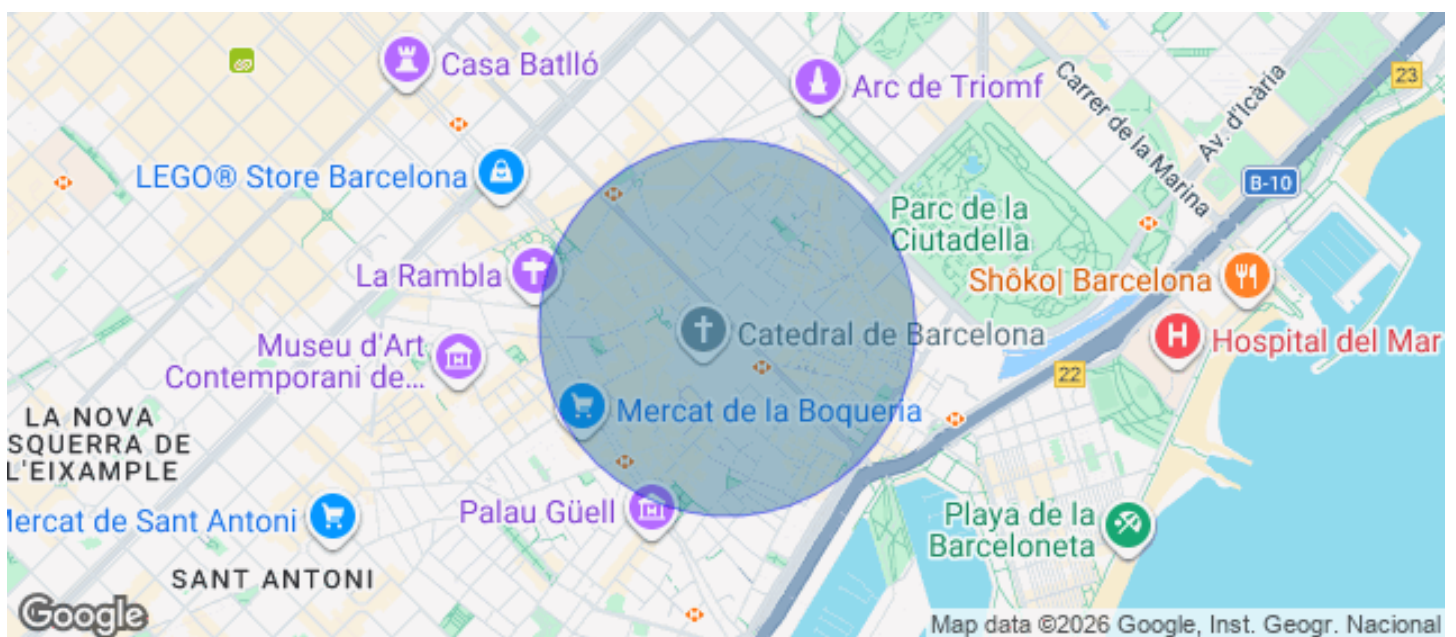 Casa Batlló
Arc de Triomf
Carrer de la Marina
Av. d'Icària
23
LEGO® Store Barcelona
B-10
Parc de la
Ciutadella
La Rambla
Shôko| Barcelona
Catedral de Barcelona
Hospital del Mar
Museu d'Art
Contemporani de...
22
Mercat de la Boqueria
LA NOVA
SQUERRA DE
L'EIXAMPLE
Palau Güell
Mercat de Sant Antoni
Playa de la
Barceloneta
SANT ANTONI
Google
Map data ©2026 Google, Inst. Geogr. Nacional